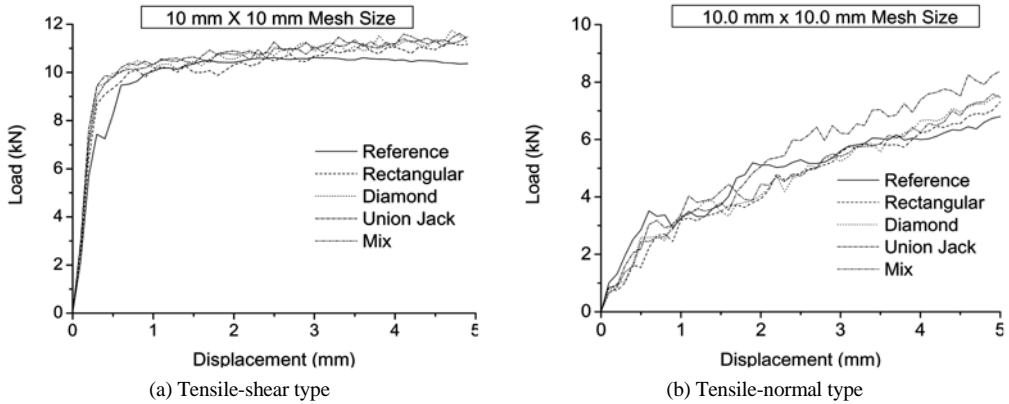 10 mm X 10 mm Mesh Size
12
10
8
6
4
2
0
Load (kN)
Reference
Rectangular
Diamond
Union Jack
Mix
0 1 2 3 4 5
Displacement (mm)
(a) Tensile-shear type
10.0 mm x 10.0 mm Mesh Size
10
8
6
4
2
0
Load (kN)
Reference
Rectangular
Diamond
Union Jack
Mix
0 1 2 3 4 5
Displacement (mm)
(b) Tensile-normal type